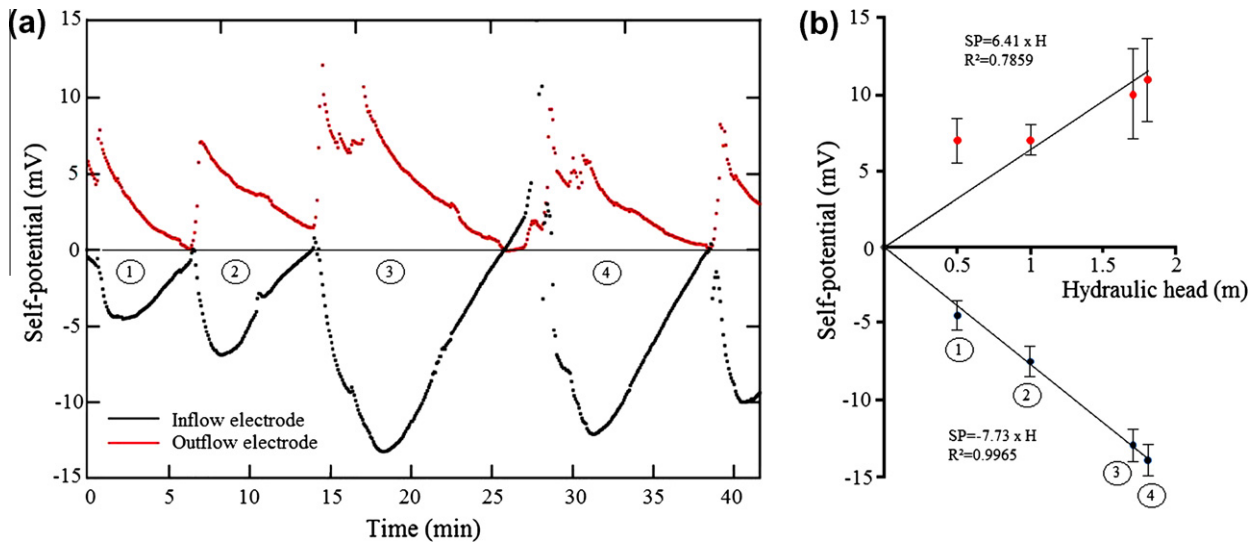 (a)
15
10
5
0
-5
-10
-15
Self-potential (mV)
1 2 3 4
Inflow electrode
Outflow electrode
0 5 10 15 20 25 30 35 40
Time (min)
(b)
15
10
5
0
-5
-10
-15
Self-potential (mV)
SP=6.41 x H
R²=0.7859
0.5 1 1.5 2
Hydraulic head (m)
1
2
3
4
SP=-7.73 x H
R²=0.9965